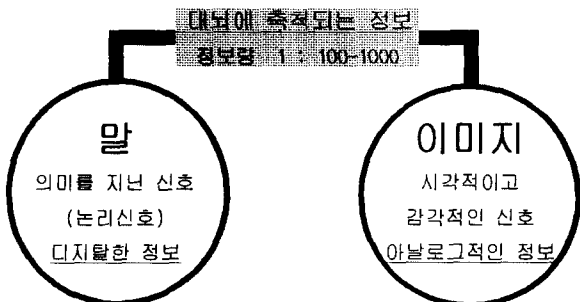 대뇌에 축적되는 정보
정보량 1 : 100-1000
말
의미를 지닌 신호
(논리신호)
디지탈한 정보
이미지
시각적이고
감각적인 신호
아날로그적인 정보